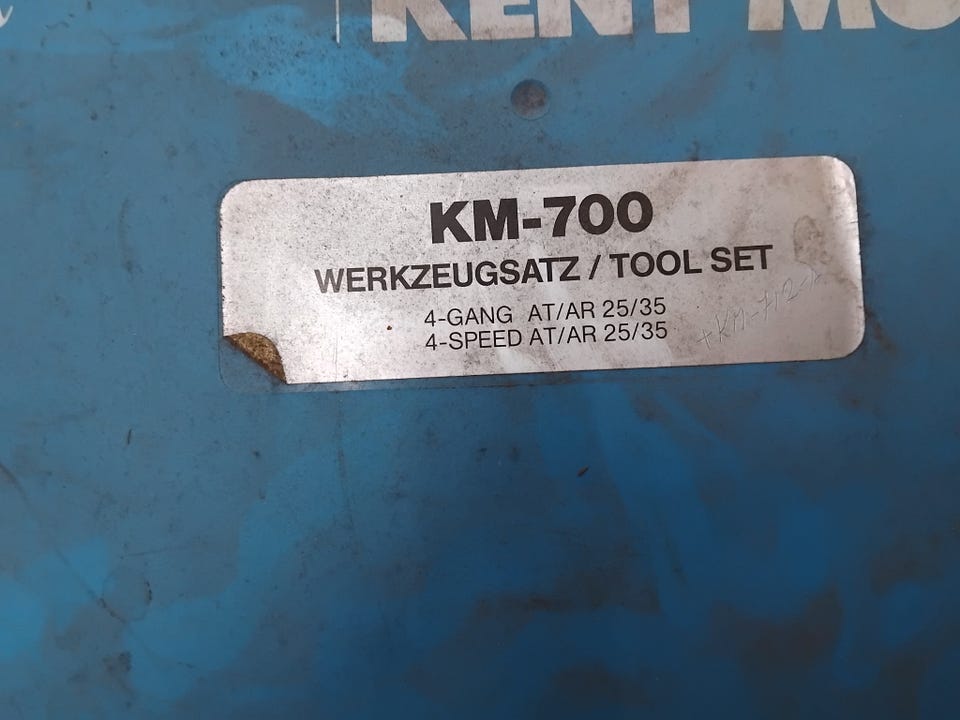 KENT MO
KM-700
WERKZEUGSATZ / TOOL SET
4-GANG AT/AR 25/35
4-SPEED AT/AR 25/35